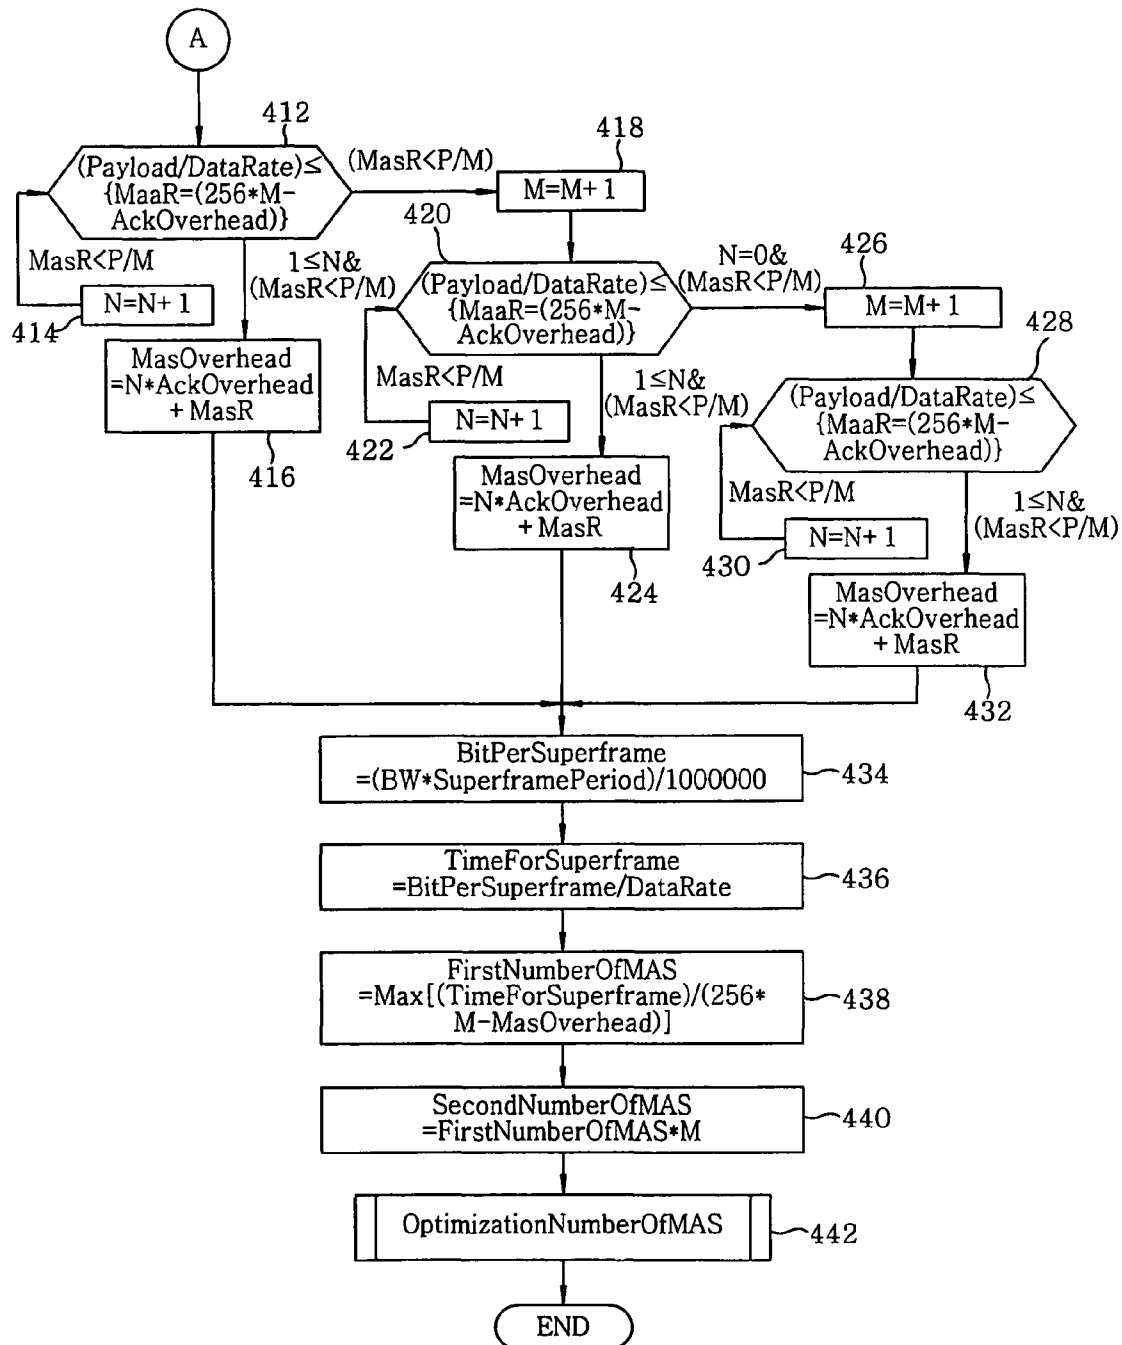 A
412
(Payload/DataRate)≤
{MaaR=(256*M-
AckOverhead)}
(MasR<P/M)
418
M=M+1
MasR<P/M
N=N+1
414
1≤N&
(MasR<P/M)
MasOverhead
=N*AckOverhead
+MasR
416
420
(Payload/DataRate)≤
{MaaR=(256*M-
AckOverhead)}
N=0&
(MasR<P/M)
426
M=M+1
MasR<P/M
N=N+1
422
1≤N&
(MasR<P/M)
MasOverhead
=N*AckOverhead
+MasR
424
428
(Payload/DataRate)≤
{MaaR=(256*M-
AckOverhead)}
MasR<P/M
N=N+1
430
1≤N&
(MasR<P/M)
MasOverhead
=N*AckOverhead
+MasR
432
BitPerSuperframe
=(BW*SuperframePeriod)/1000000
434
TimeForSuperframe
=BitPerSuperframe/DataRate
436
FirstNumberOfMAS
=Max[(TimeForSuperframe)/(256*
M-MasOverhead)]
438
SecondNumberOfMAS
=FirstNumberOfMAS*M
440
OptimizationNumberOfMAS
442
END